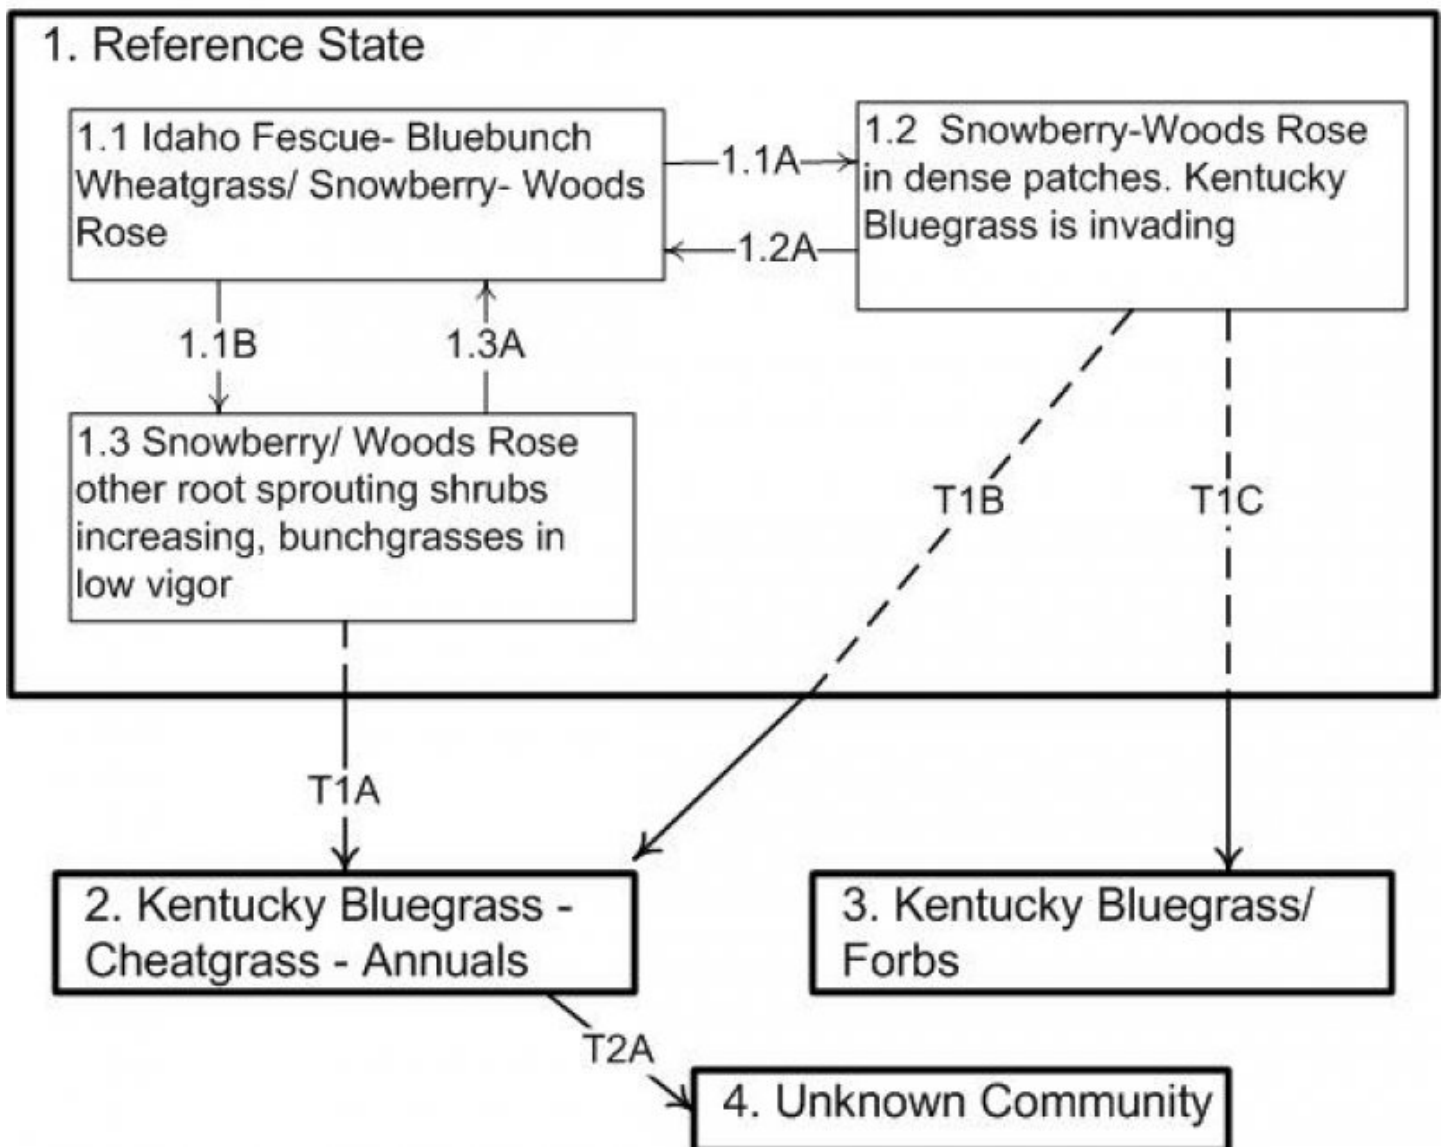 1. Reference State
1.1 Idaho Fescue- Bluebunch
Wheatgrass/ Snowberry- Woods
Rose
1.1A
1.2A
1.2 Snowberry-Woods Rose
in dense patches. Kentucky
Bluegrass is invading
1.1B
1.3A
1.3 Snowberry/ Woods Rose
other root sprouting shrubs
increasing, bunchgrasses in
low vigor
T1B
T1C
T1A
2. Kentucky Bluegrass -
Cheatgrass - Annuals
3. Kentucky Bluegrass/
Forbs
T2A
4. Unknown Community